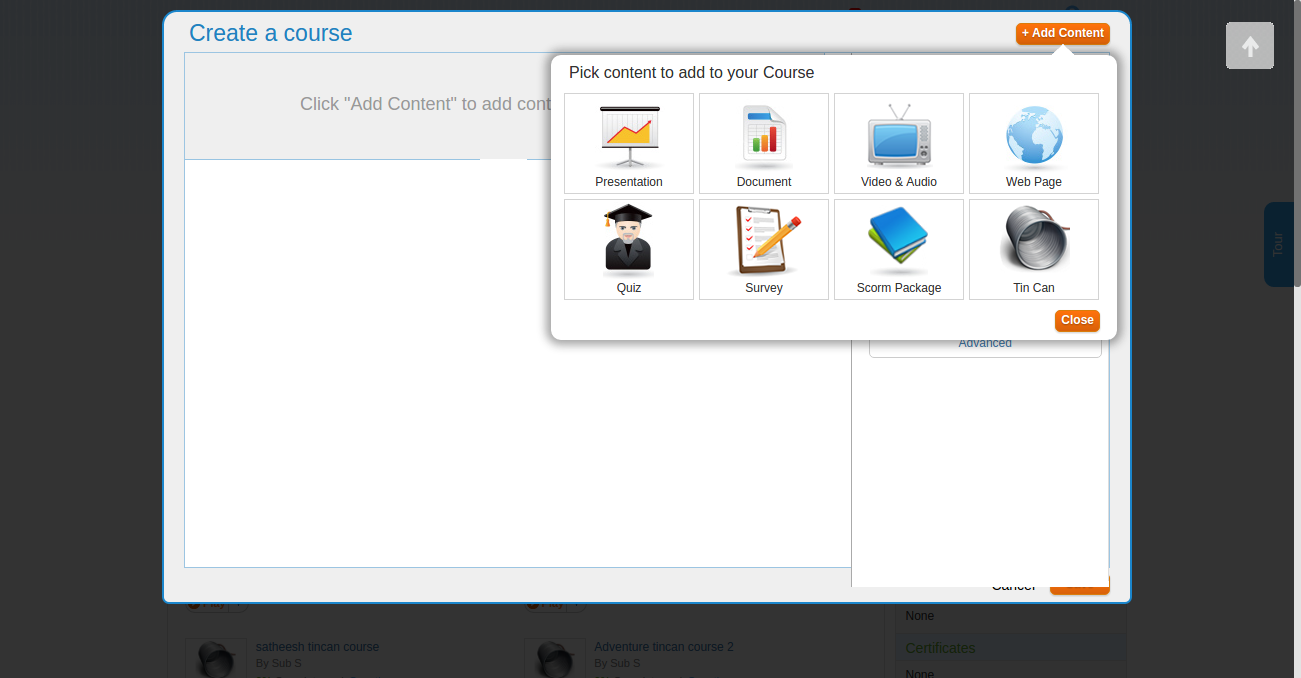 Create a course
+ Add Content
Click "Add Content" to add cont
Pick content to add to your Course
Presentation
Document
Video & Audio
Web Page
Quiz
Survey
Scorm Package
Tin Can
Close
Advanced
Tour
Cancel
Play
Play
None
satheesh tincan course
By Sub S
Adventure tincan course 2
By Sub S
Certificates
None